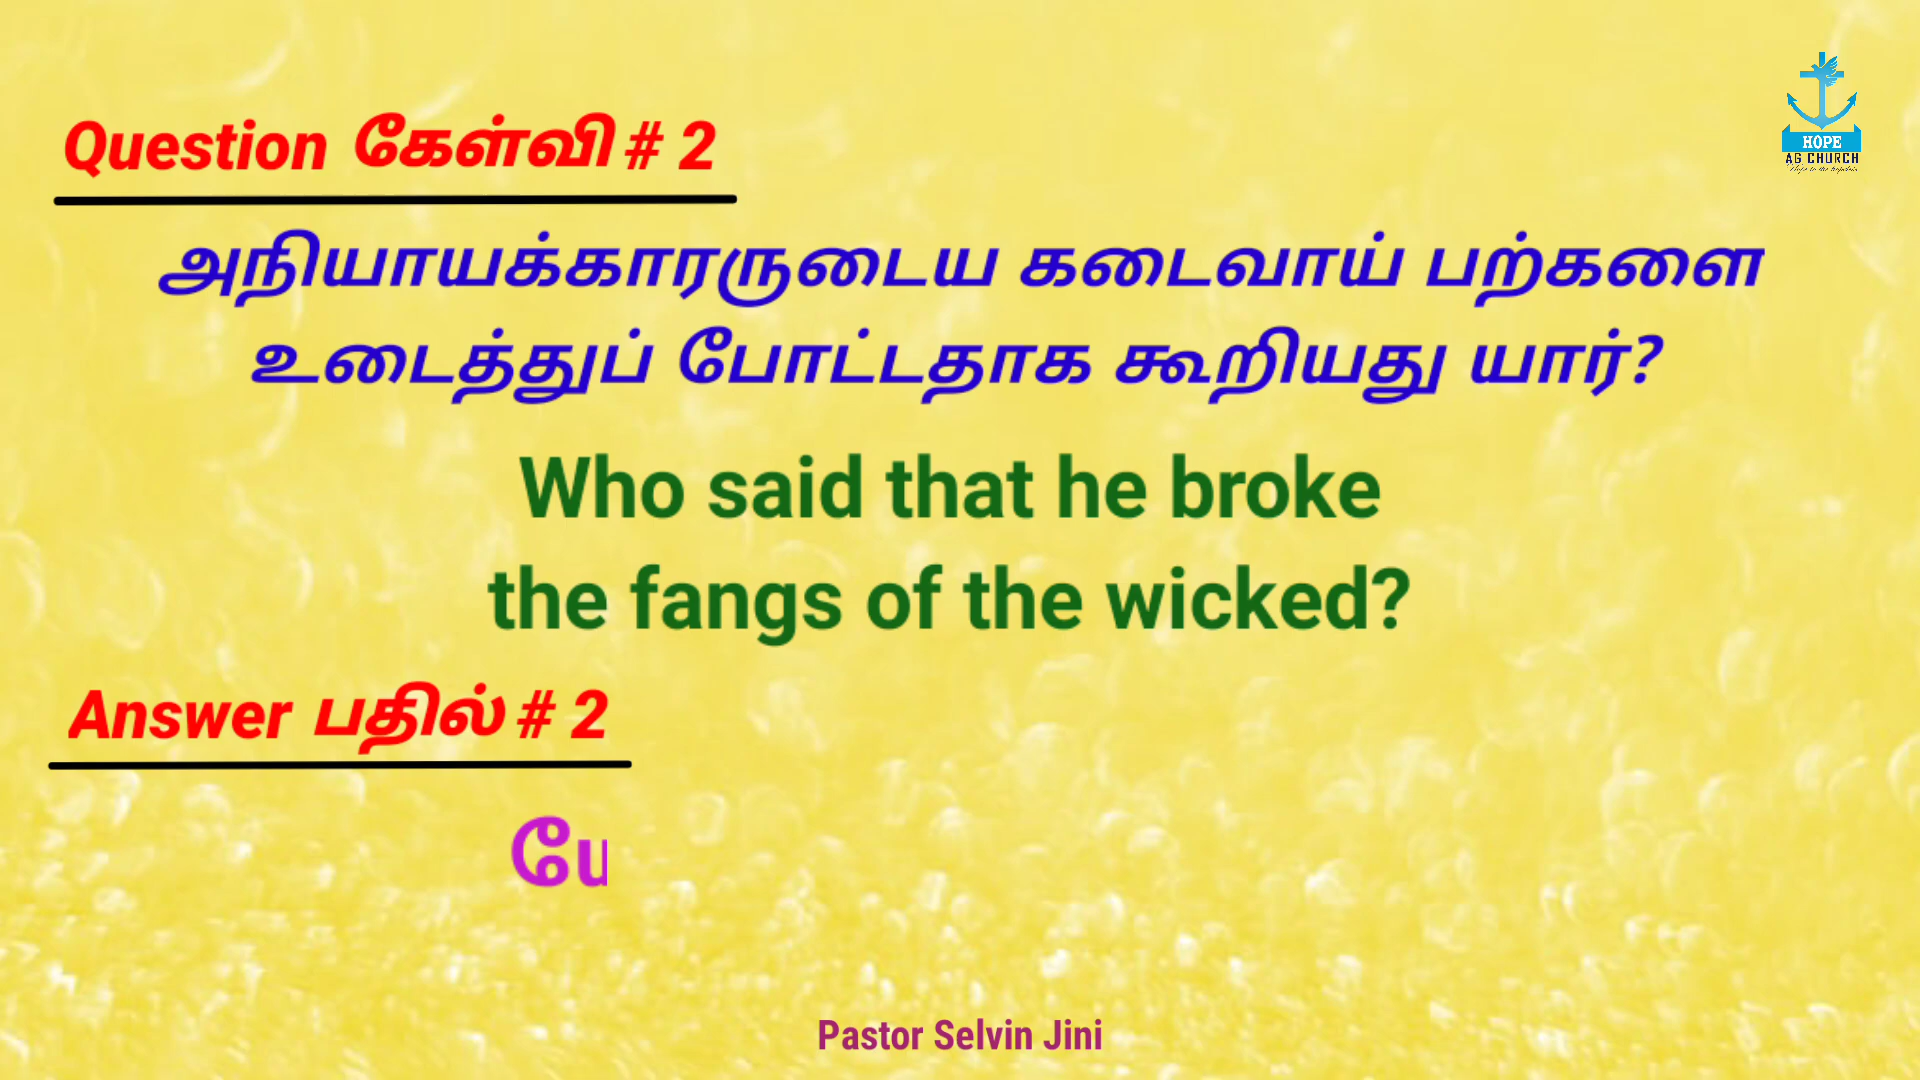 Question கேள்வி # 2
HOPE
AG CHURCH
அநியாயக்காரருடைய கடைவாய் பற்களை
உடைத்துப் போட்டதாக கூறியது யார்?
Who said that he broke
the fangs of the wicked?
Answer பதில் # 2
Pastor Selvin Jini